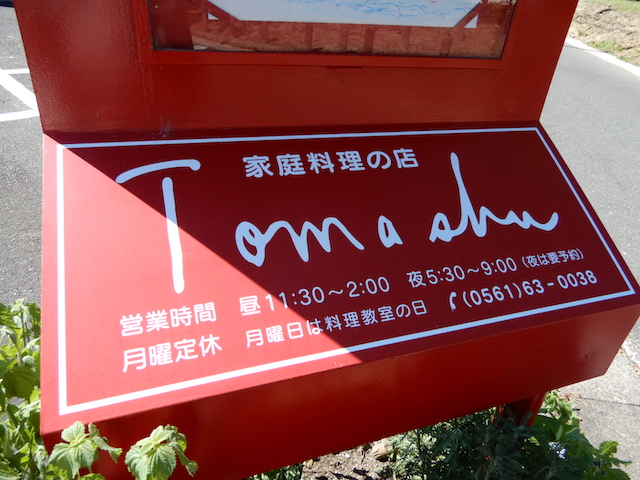 家庭料理の店
Tomashu
営業時間 昼11:30～2:00 夜5:30～9:00(夜は要予約)
月曜定休 月曜日は料理教室の日 (0561)63-0038